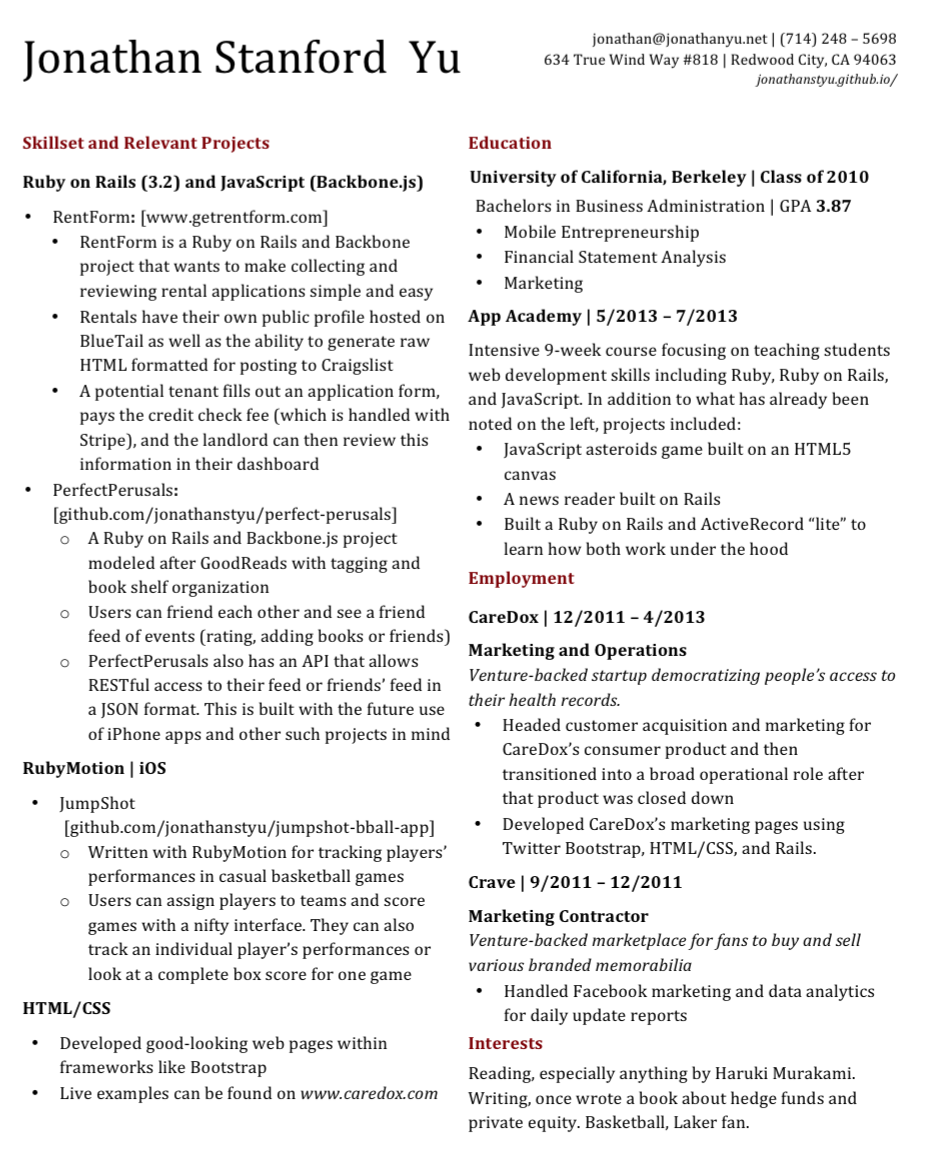 Jonathan Stanford Yu
jonathan@jonathanyu.net | (714) 248 – 5698
634 True Wind Way #818 | Redwood City, CA 94063
jonathanstyu.github.io/
Skillset and Relevant Projects
Ruby on Rails (3.2) and JavaScript (Backbone.js)
• RentForm: [www.getrentform.com]
• RentForm is a Ruby on Rails and Backbone
project that wants to make collecting and
reviewing rental applications simple and easy
• Rentals have their own public profile hosted on
BlueTail as well as the ability to generate raw
HTML formatted for posting to Craigslist
• A potential tenant fills out an application form,
pays the credit check fee (which is handled with
Stripe), and the landlord can then review this
information in their dashboard
• PerfectPerusals:
[github.com/jonathanstyu/perfect-perusals]
o A Ruby on Rails and Backbone.js project
modeled after GoodReads with tagging and
book shelf organization
o Users can friend each other and see a friend
feed of events (rating, adding books or friends)
o PerfectPerusals also has an API that allows
RESTful access to their feed or friends’ feed in
a JSON format. This is built with the future use
of iPhone apps and other such projects in mind
RubyMotion | iOS
• JumpShot
[github.com/jonathanstyu/jumpshot-bball-app]
o Written with RubyMotion for tracking players’
performances in casual basketball games
o Users can assign players to teams and score
games with a nifty interface. They can also
track an individual player’s performances or
look at a complete box score for one game
HTML/CSS
• Developed good-looking web pages within
frameworks like Bootstrap
• Live examples can be found on www.caredox.com
Education
University of California, Berkeley | Class of 2010
Bachelors in Business Administration | GPA 3.87
• Mobile Entrepreneurship
• Financial Statement Analysis
• Marketing
App Academy | 5/2013 – 7/2013
Intensive 9-week course focusing on teaching students
web development skills including Ruby, Ruby on Rails,
and JavaScript. In addition to what has already been
noted on the left, projects included:
• JavaScript asteroids game built on an HTML5
canvas
• A news reader built on Rails
• Built a Ruby on Rails and ActiveRecord “lite” to
learn how both work under the hood
Employment
CareDox | 12/2011 – 4/2013
Marketing and Operations
Venture-backed startup democratizing people’s access to
their health records.
• Headed customer acquisition and marketing for
CareDox’s consumer product and then
transitioned into a broad operational role after
that product was closed down
• Developed CareDox’s marketing pages using
Twitter Bootstrap, HTML/CSS, and Rails.
Crave | 9/2011 – 12/2011
Marketing Contractor
Venture-backed marketplace for fans to buy and sell
various branded memorabilia
• Handled Facebook marketing and data analytics
for daily update reports
Interests
Reading, especially anything by Haruki Murakami.
Writing, once wrote a book about hedge funds and
private equity. Basketball, Laker fan.